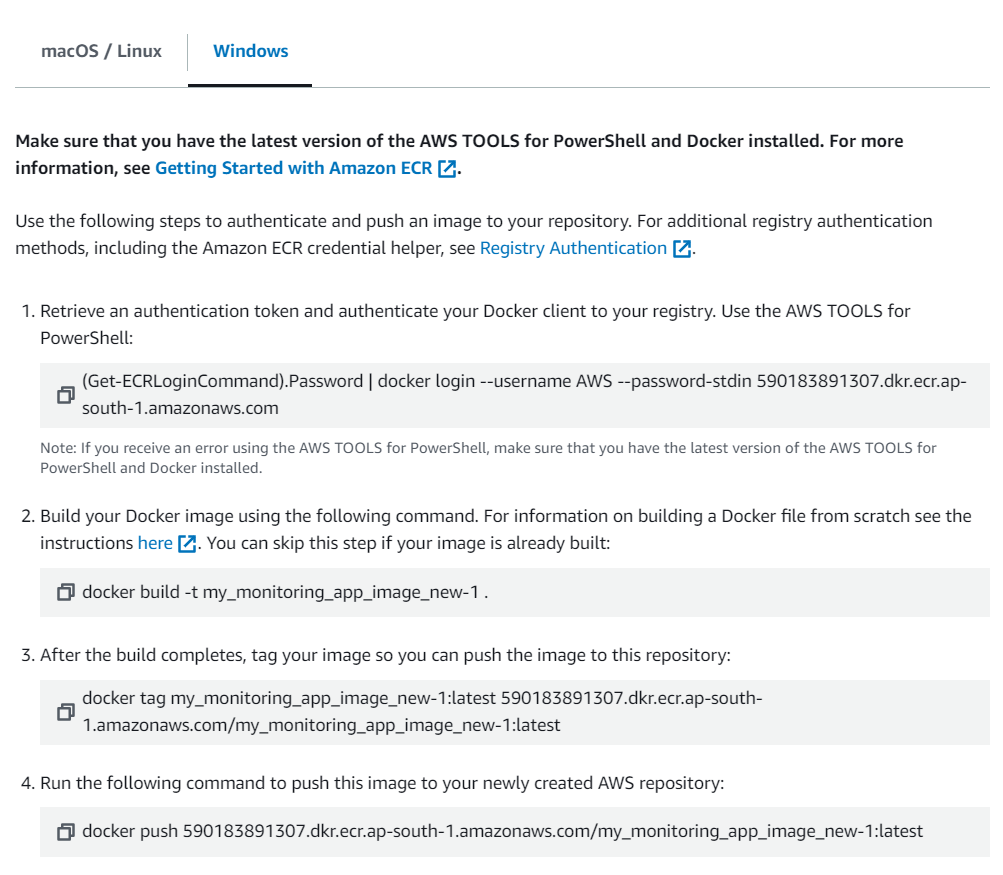 macOS / Linux
Windows
Make sure that you have the latest version of the AWS TOOLS for PowerShell and Docker installed. For more
information, see Getting Started with Amazon ECR.
Use the following steps to authenticate and push an image to your repository. For additional registry authentication
methods, including the Amazon ECR credential helper, see Registry Authentication.
1. Retrieve an authentication token and authenticate your Docker client to your registry. Use the AWS TOOLS for
PowerShell:
(Get-ECRLoginCommand).Password | docker login --username AWS --password-stdin 590183891307.dkr.ecr.ap-
south-1.amazonaws.com
Note: If you receive an error using the AWS TOOLS for PowerShell, make sure that you have the latest version of the AWS TOOLS for
PowerShell and Docker installed.
2. Build your Docker image using the following command. For information on building a Docker file from scratch see the
instructions here. You can skip this step if your image is already built:
docker build -t my_monitoring_app_image_new-1 .
3. After the build completes, tag your image so you can push the image to this repository:
docker tag my_monitoring_app_image_new-1:latest 590183891307.dkr.ecr.ap-south-
1.amazonaws.com/my_monitoring_app_image_new-1:latest
4. Run the following command to push this image to your newly created AWS repository:
docker push 590183891307.dkr.ecr.ap-south-1.amazonaws.com/my_monitoring_app_image_new-1:latest